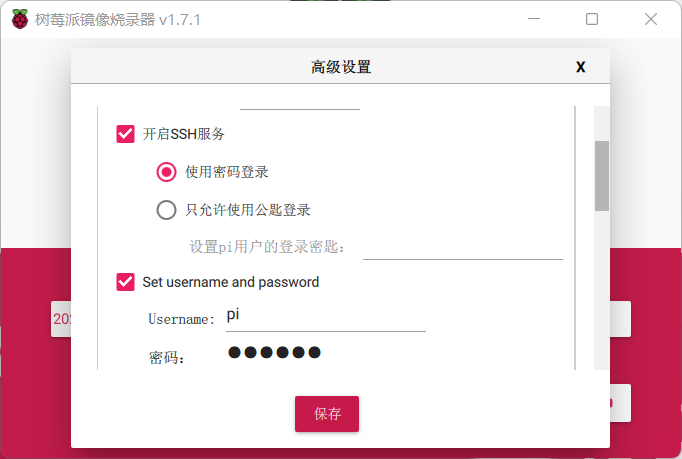 树莓派镜像烧录器 v1.7.1
高级设置
X
开启SSH服务
使用密码登录
只允许使用公匙登录
设置pi用户的登录密匙：
Set username and password
202
Username: pi
密码： ●●●●●●
保存